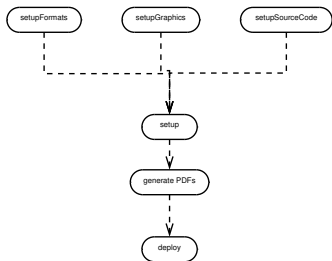 setupFormats
setupGraphics
setupSourceCode
setup
generate PDFs
deploy